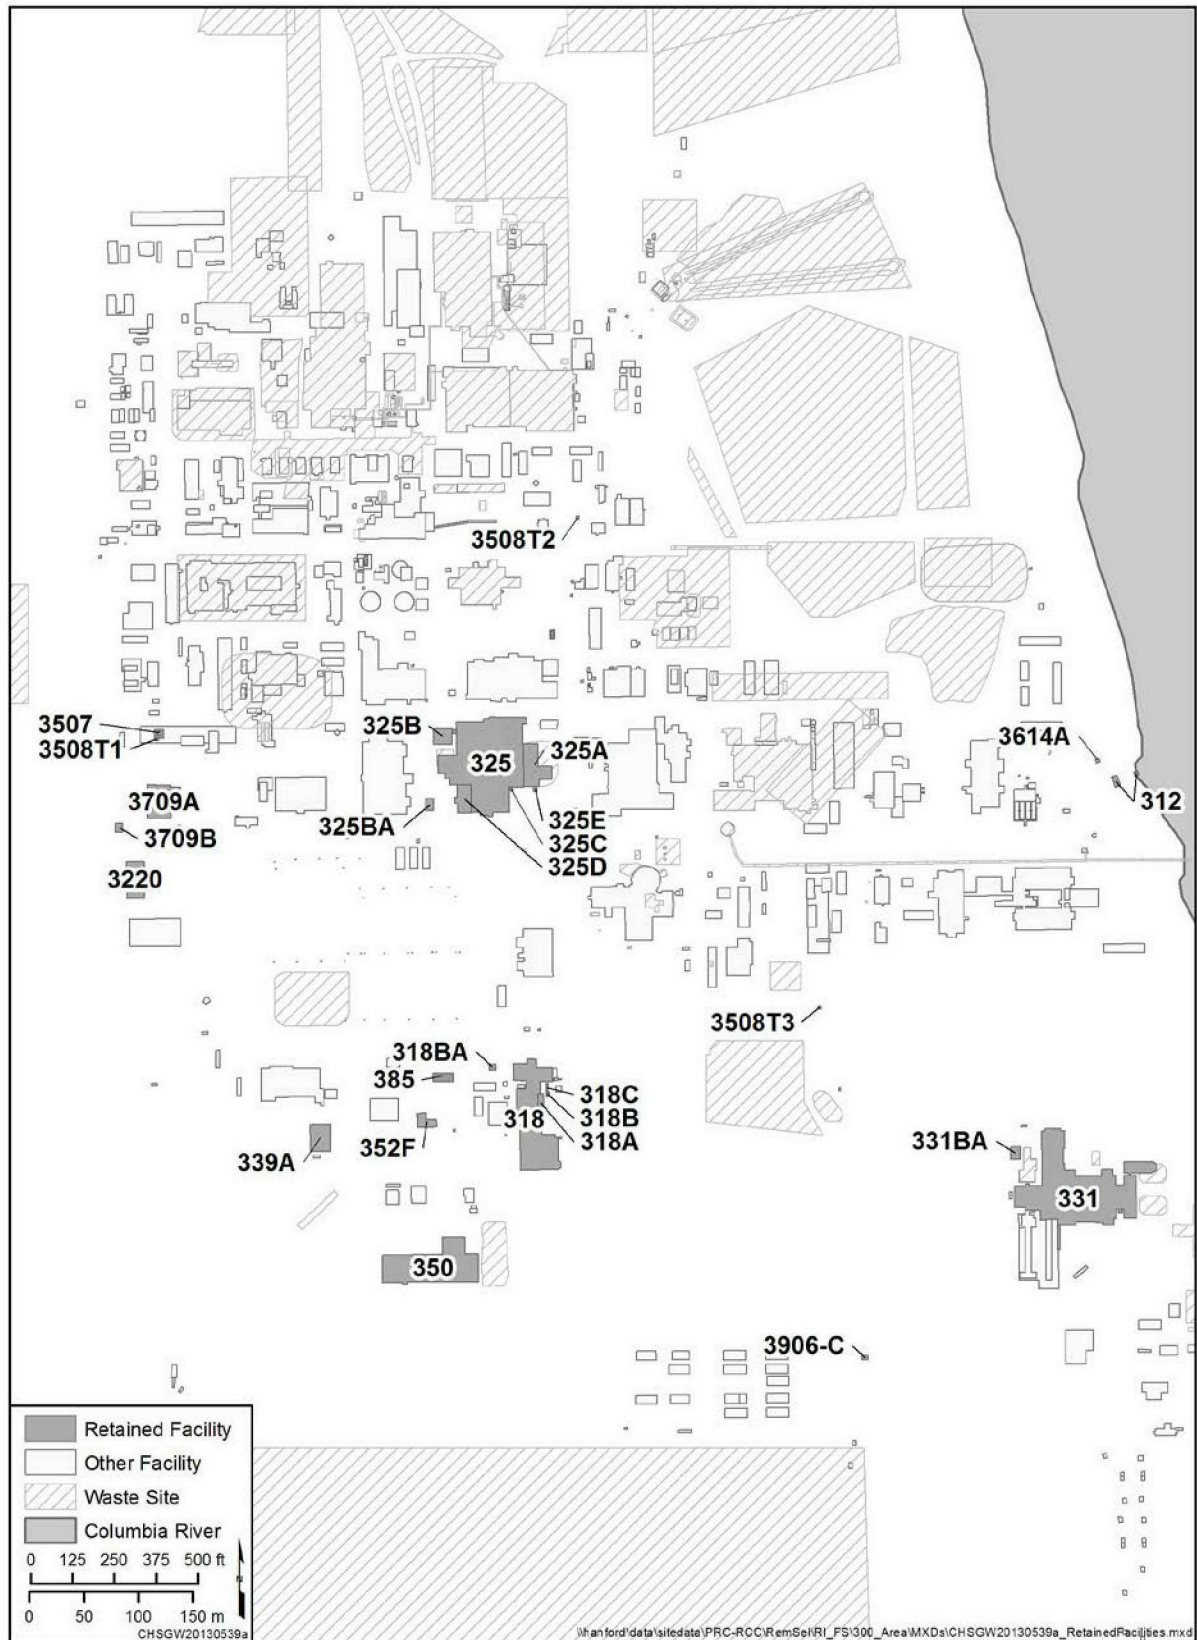 3508T2
3507
3508T1
325B
325
325A
3614A
312
3709A
3709B
325BA
325E
325C
325D
3220
3508T3
318BA
385
318C
318B
318
318A
352F
339A
331BA
331
350
3906-C
Retained Facility
Other Facility
Waste Site
Columbia River
0 125 250 375 500 ft
0 50 100 150 m
CHSGW20130539a
\\hanford\data\sitedata\PRC-RCC\RemSel\RI_FS\300_Area\MXDs\CHSGW20130539a_RetainedFacilities.mxd